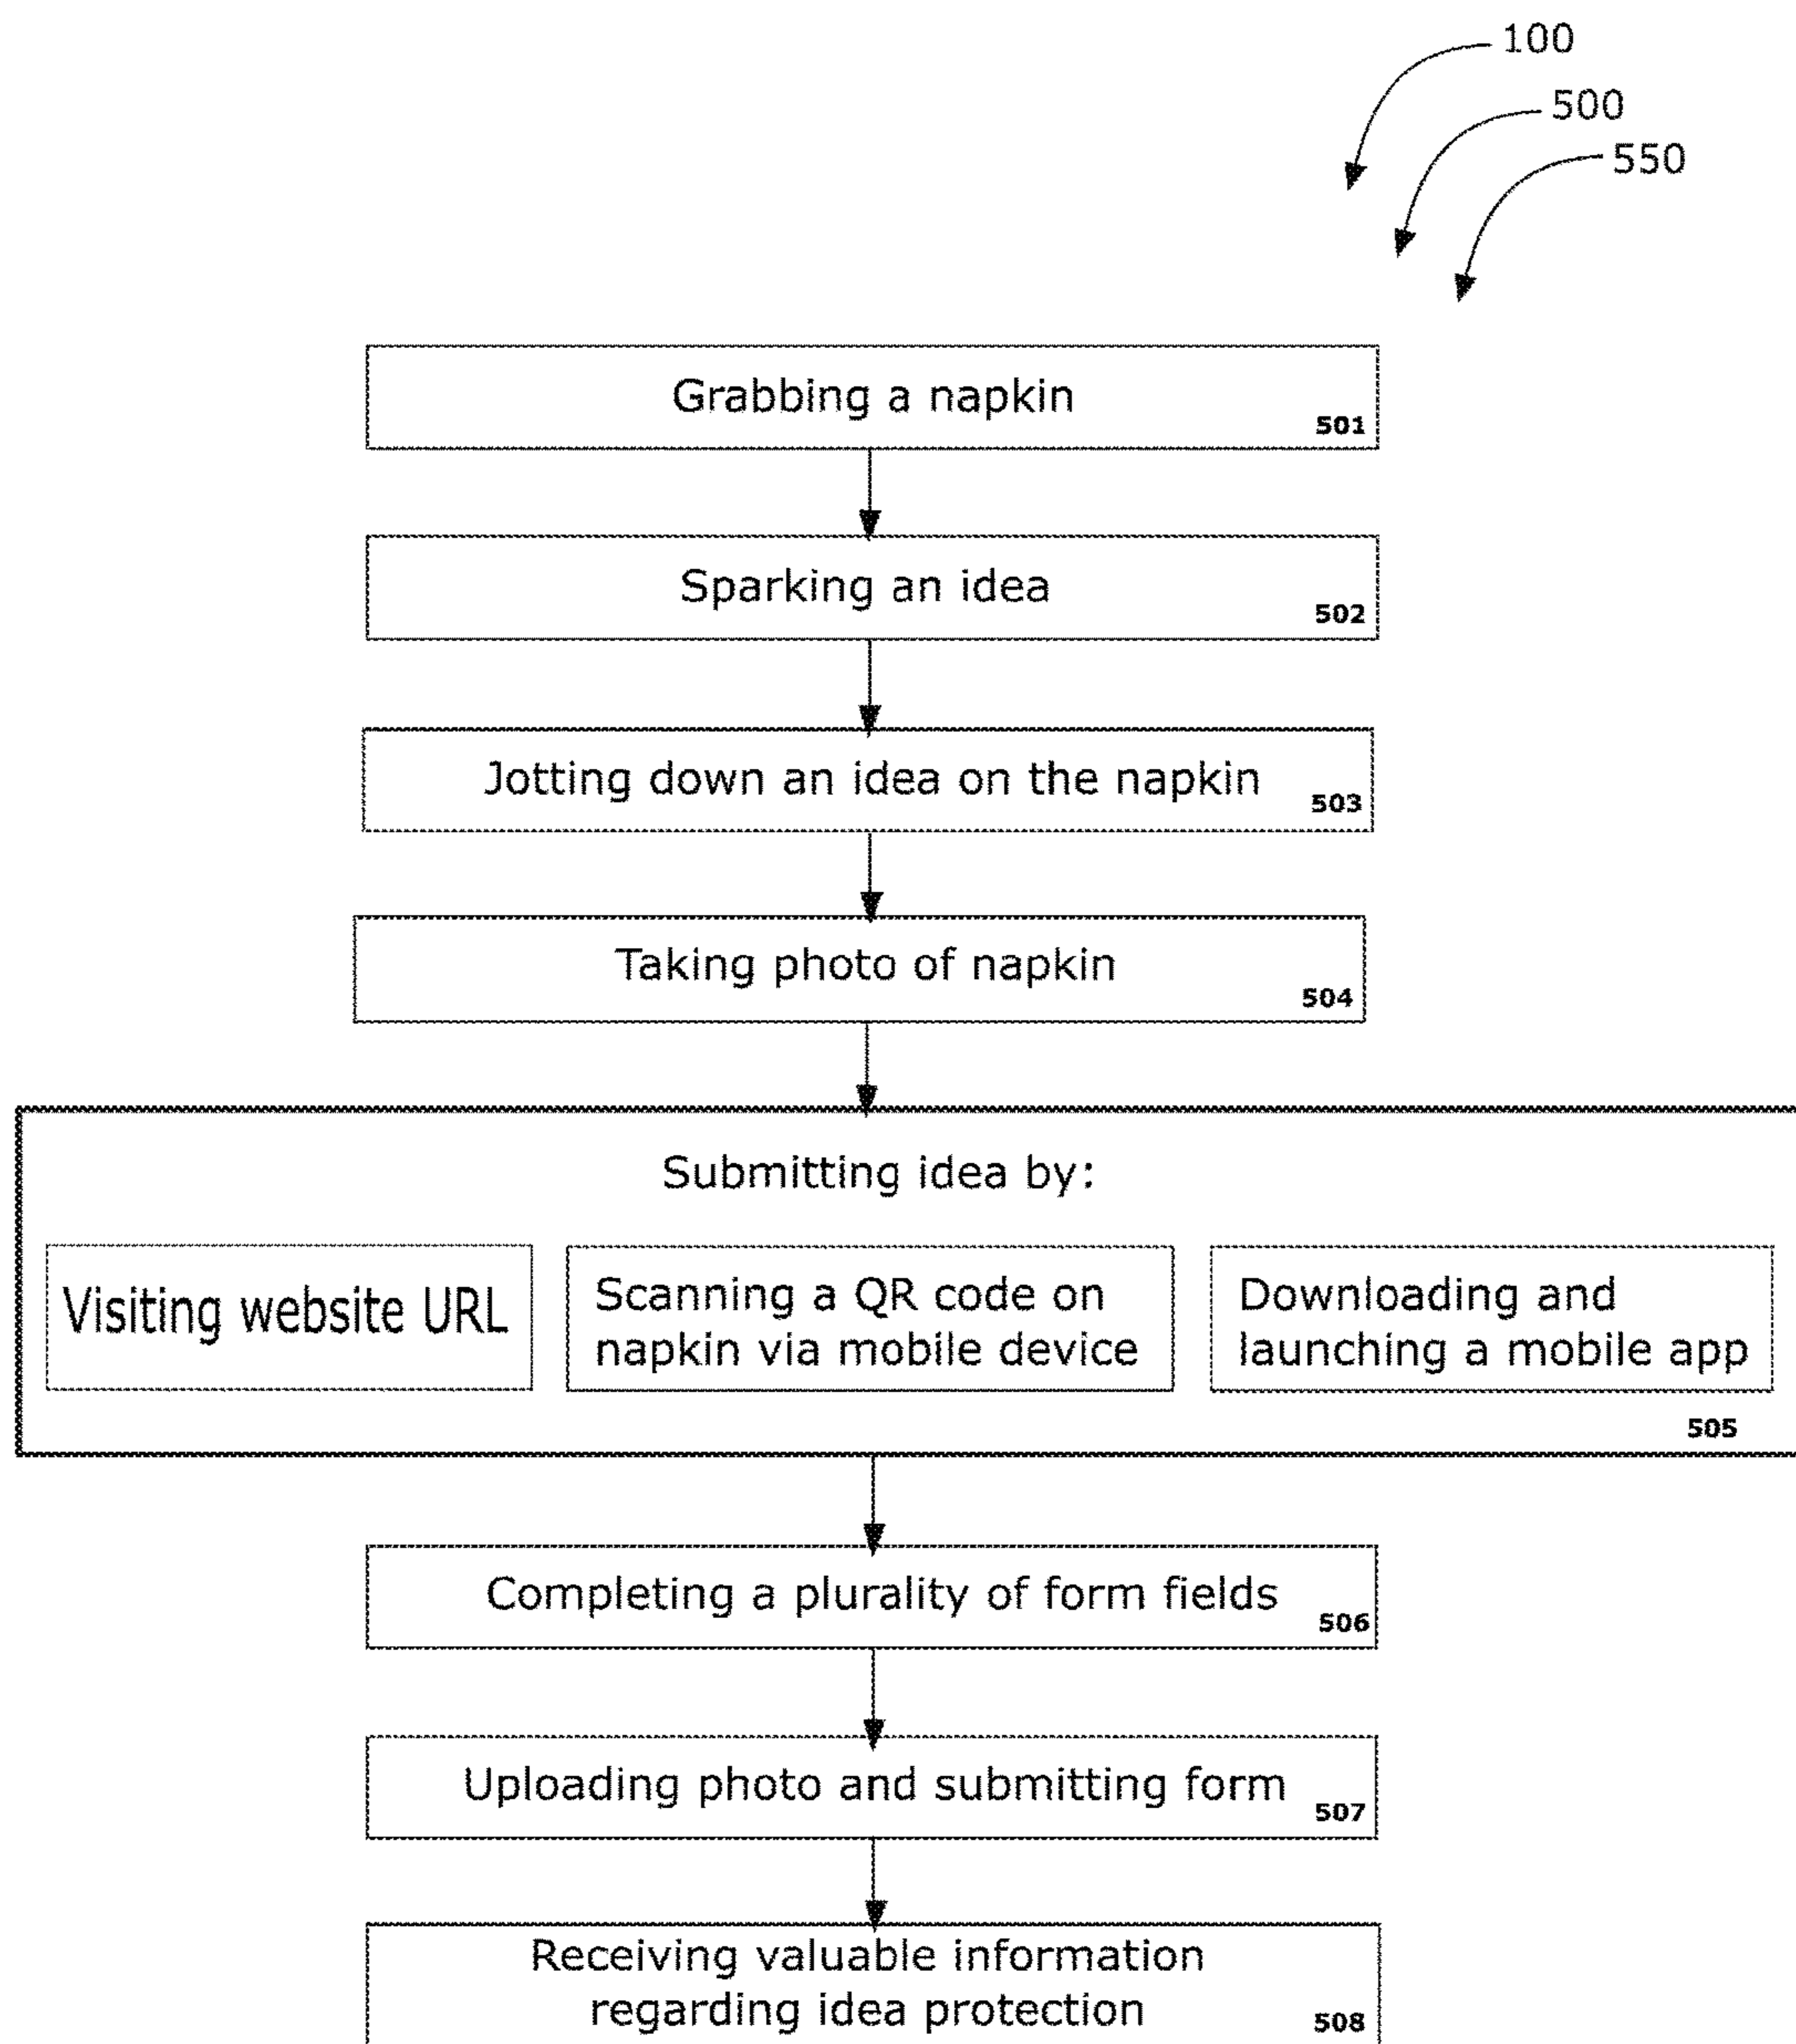 100
500
550
Grabbing a napkin
501
Sparking an idea
502
Jotting down an idea on the napkin
503
Taking photo of napkin
504
Submitting idea by:
Visiting website URL
Scanning a QR code on
napkin via mobile device
Downloading and
launching a mobile app
505
Completing a plurality of form fields
506
Uploading photo and submitting form
507
Receiving valuable information
regarding idea protection
508